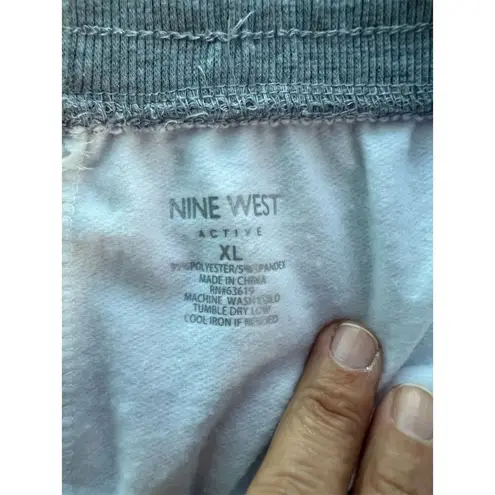 NINE WEST
ACTIVE
XL
95%POLYESTER/5%SPANDEX
MADE IN CHINA
RN#63619
MACHINE WASH COLD
TUMBLE DRY LOW
COOL IRON IF NEEDED